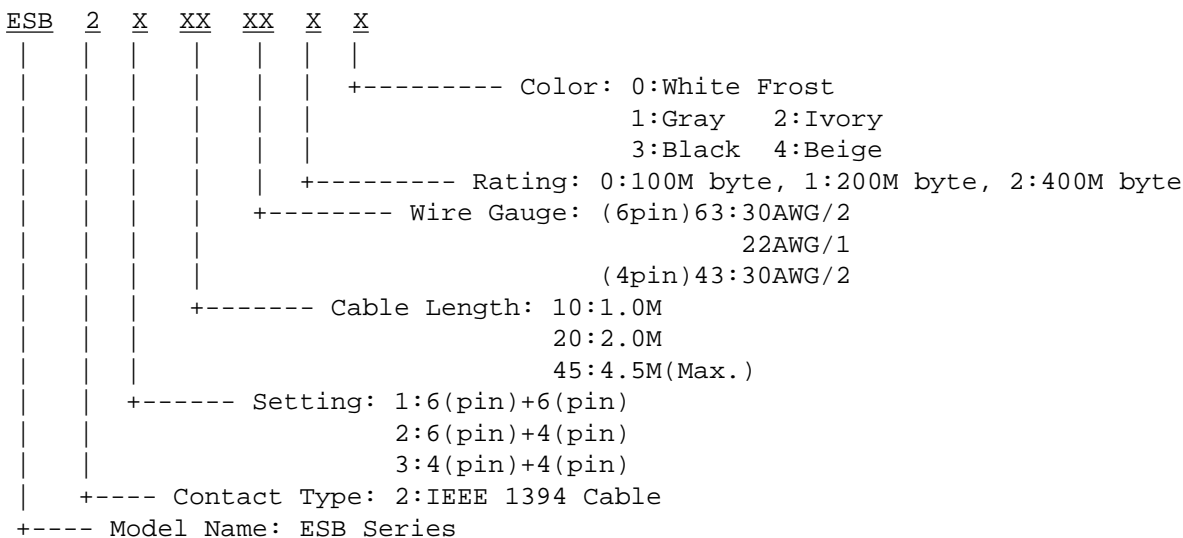 ESB 2 X XX XX X X
Color: 0:White Frost
1:Gray 2:Ivory
3:Black 4:Beige
Rating: 0:100M byte, 1:200M byte, 2:400M byte
Wire Gauge: (6pin)63:30AWG/2
22AWG/1
(4pin)43:30AWG/2
Cable Length: 10:1.0M
20:2.0M
45:4.5M(Max.)
Setting: 1:6(pin)+6(pin)
2:6(pin)+4(pin)
3:4(pin)+4(pin)
Contact Type: 2:IEEE 1394 Cable
Model Name: ESB Series